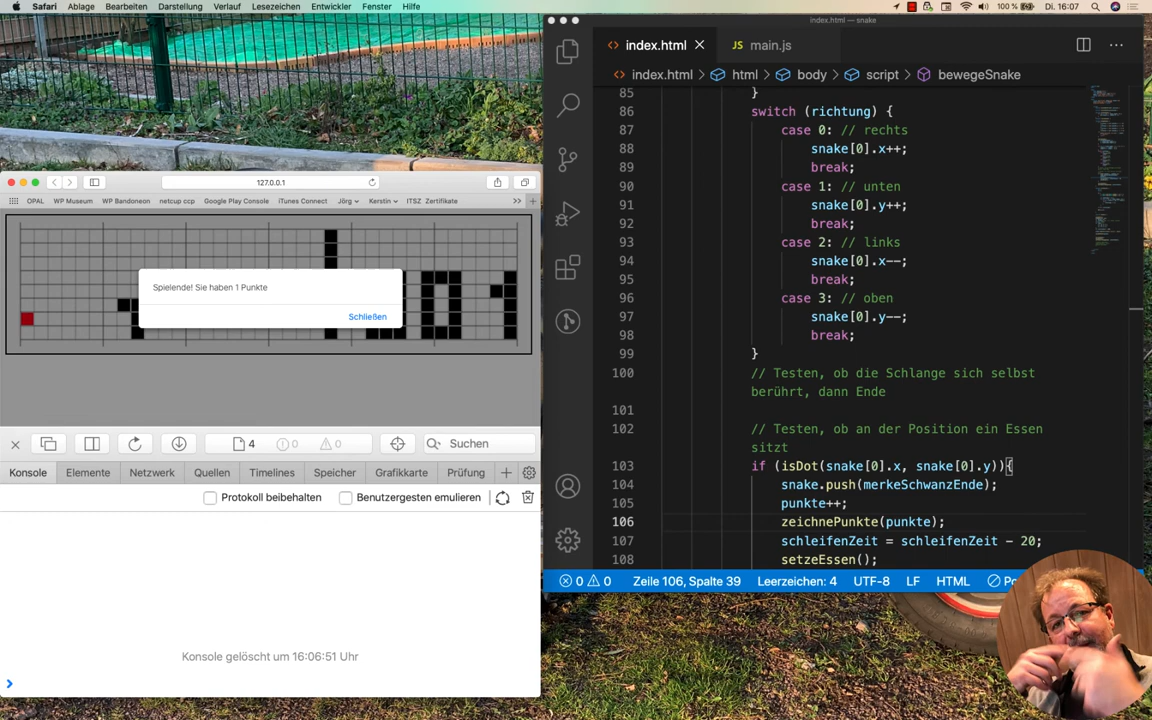 Safari Ablage Bearbeiten Darstellung Verlauf Lesezeichen Entwickler Fenster Hilfe
100 % Di. 16:07
index.html — snake
index.html
JS main.js
index.html > html > body > script > bewegeSnake
127.0.0.1
OPAL WP Museum WP Bandoneon netcup ccp Google Play Console iTunes Connect Jörg Kerstin ITSZ Zertifikate
Spielende! Sie haben 1 Punkte
Schließen
4 0 0 Suchen
Konsole Elemente Netzwerk Quellen Timelines Speicher Grafikkarte Prüfung
Protokoll beibehalten Benutzergesten emulieren
Konsole gelöscht um 16:06:51 Uhr
85 }
86 switch (richtung) {
87 case 0: // rechts
88 snake[0].x++;
89 break;
90 case 1: // unten
91 snake[0].y++;
92 break;
93 case 2: // links
94 snake[0].x--;
95 break;
96 case 3: // oben
97 snake[0].y--;
98 break;
99 }
100 // Testen, ob die Schlange sich selbst
berührt, dann Ende
101
102 // Testen, ob an der Position ein Essen
sitzt
103 if (isDot(snake[0].x, snake[0].y)){
104 snake.push(merkeSchwanzEnde);
105 punkte++;
106 zeichnePunkte(punkte);
107 schleifenZeit = schleifenZeit - 20;
108 setzeEssen();
0 0 Zeile 106, Spalte 39 Leerzeichen: 4 UTF-8 LF HTML